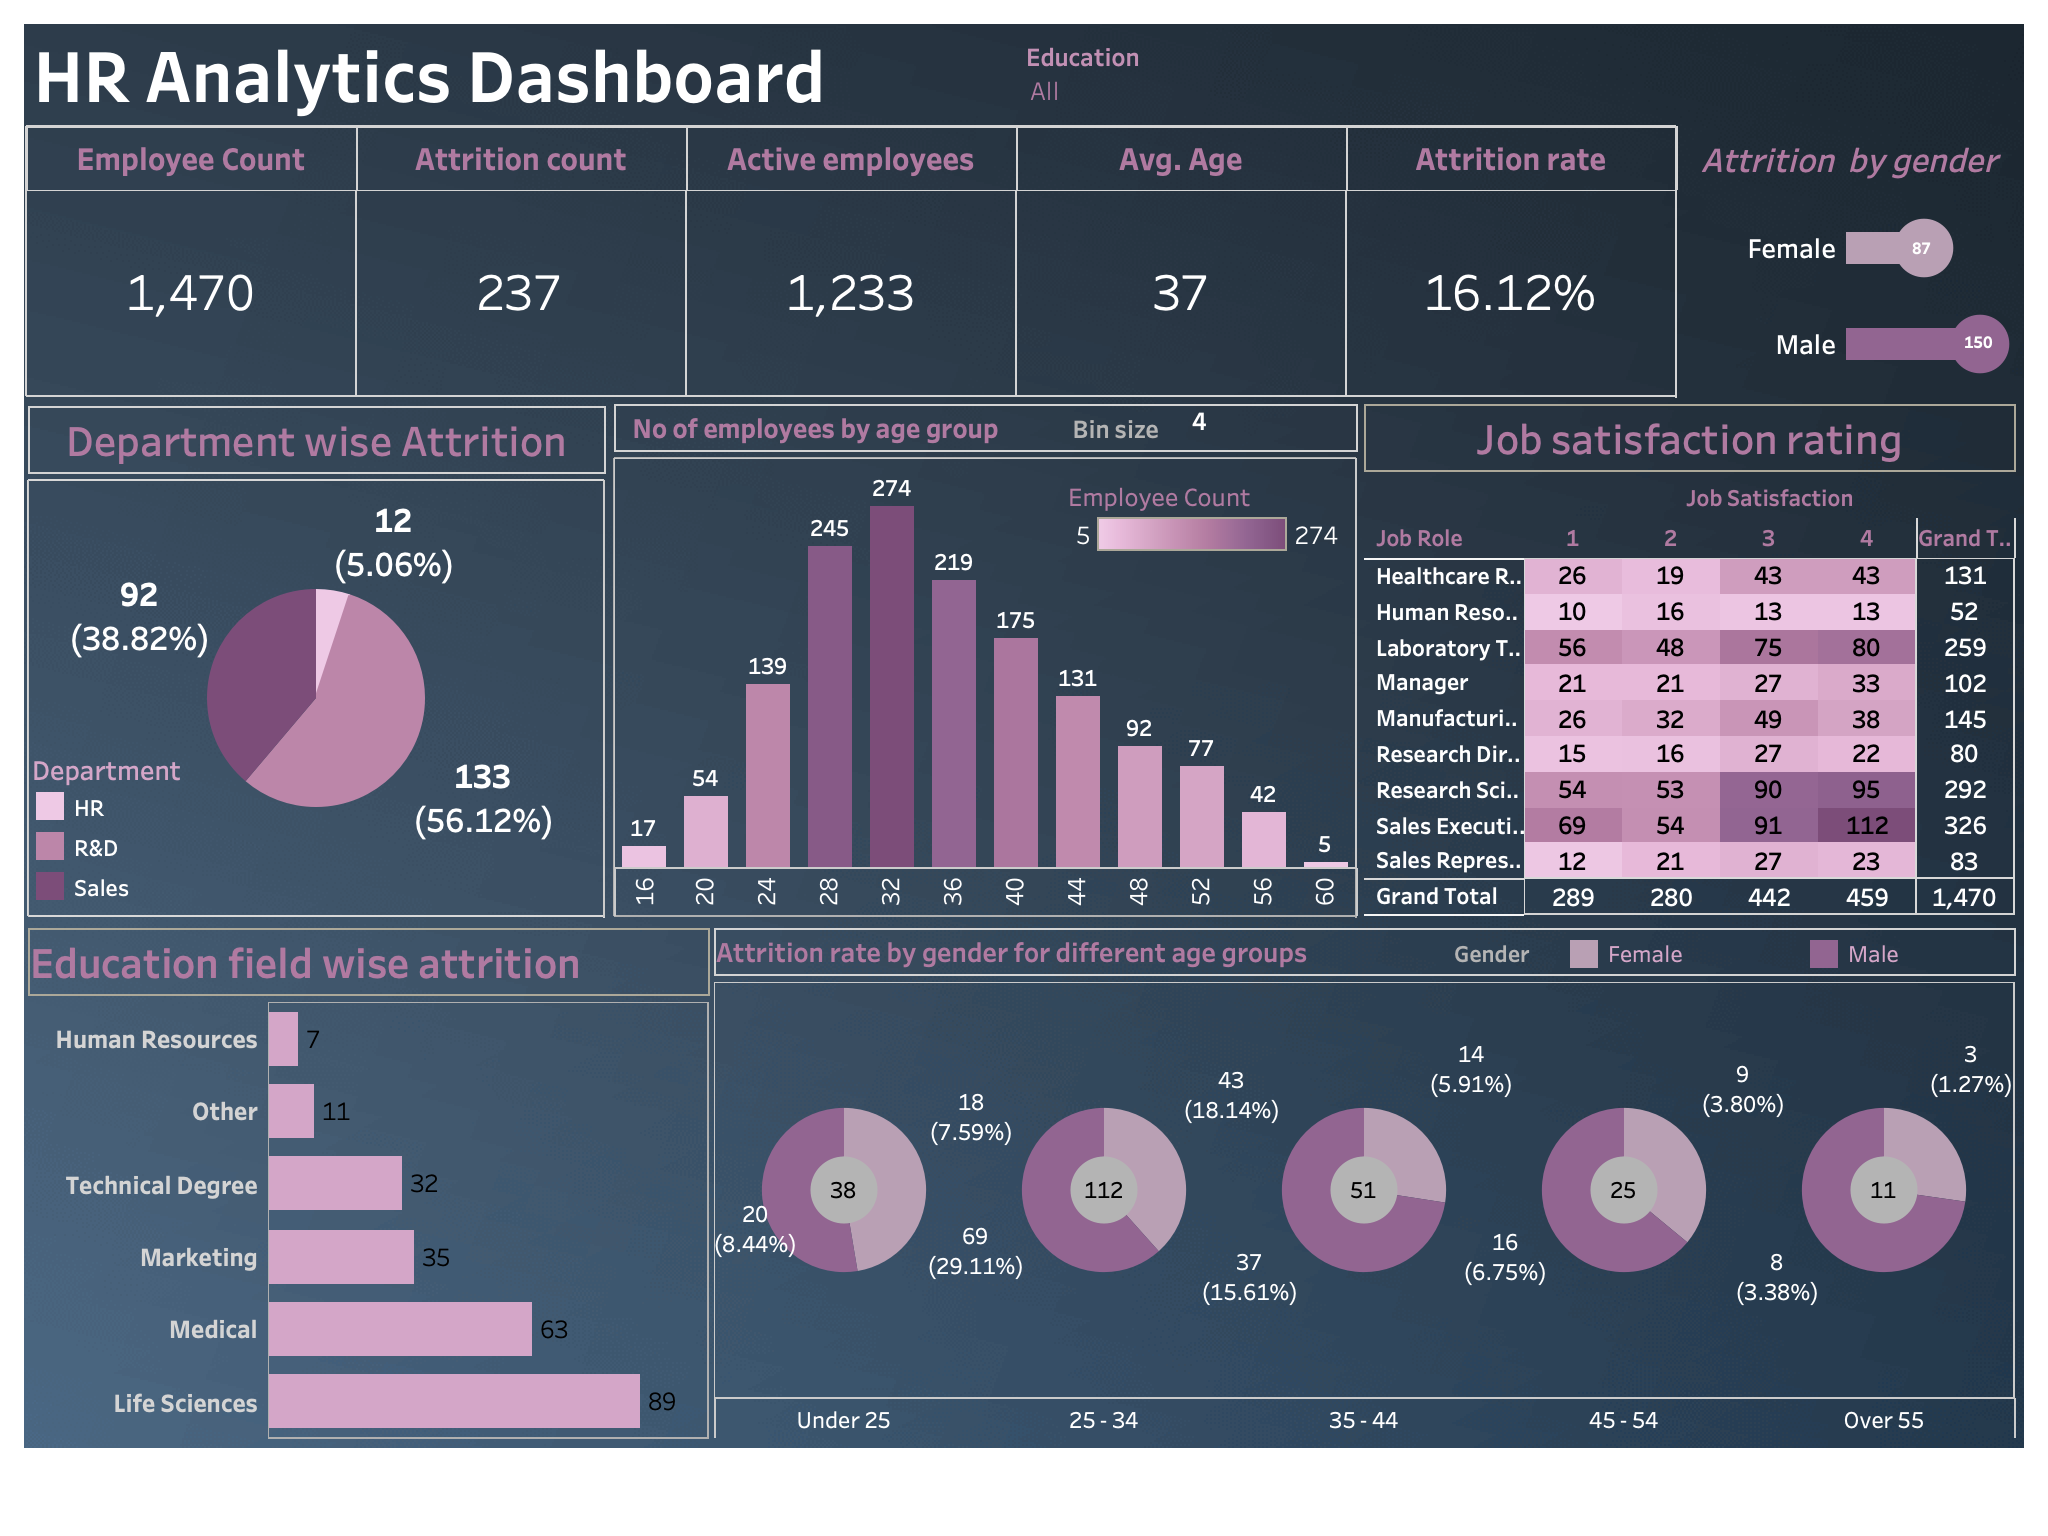 HR Analytics Dashboard
Education
All
Employee Count
Attrition count
Active employees
Avg. Age
Attrition rate
1,470
237
1,233
37
16.12%
Attrition by gender
Female 87
Male 150
Department wise Attrition
12
(5.06%)
92
(38.82%)
133
(56.12%)
Department
HR
R&D
Sales
No of employees by age group
Bin size 4
Employee Count
5 274
17
54
139
245
274
219
175
131
92
77
42
5
16
20
24
28
32
36
40
44
48
52
56
60
Job satisfaction rating
Job Satisfaction
Job Role 1 2 3 4 Grand T..
Healthcare R.. 26 19 43 43 131
Human Reso.. 10 16 13 13 52
Laboratory T.. 56 48 75 80 259
Manager 21 21 27 33 102
Manufacturi.. 26 32 49 38 145
Research Dir.. 15 16 27 22 80
Research Sci.. 54 53 90 95 292
Sales Executi.. 69 54 91 112 326
Sales Repres.. 12 21 27 23 83
Grand Total 289 280 442 459 1,470
Education field wise attrition
Human Resources 7
Other 11
Technical Degree 32
Marketing 35
Medical 63
Life Sciences 89
Attrition rate by gender for different age groups
Gender Female Male
18
(7.59%)
38
20
(8.44%)
43
(18.14%)
112
69
(29.11%)
14
(5.91%)
51
37
(15.61%)
9
(3.80%)
25
16
(6.75%)
3
(1.27%)
11
8
(3.38%)
Under 25
25 - 34
35 - 44
45 - 54
Over 55